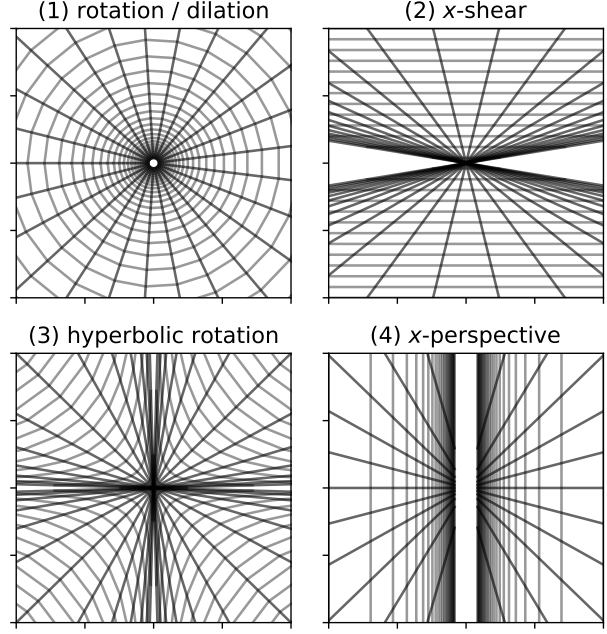 (1) rotation / dilation
(2) x-shear
(3) hyperbolic rotation
(4) x-perspective